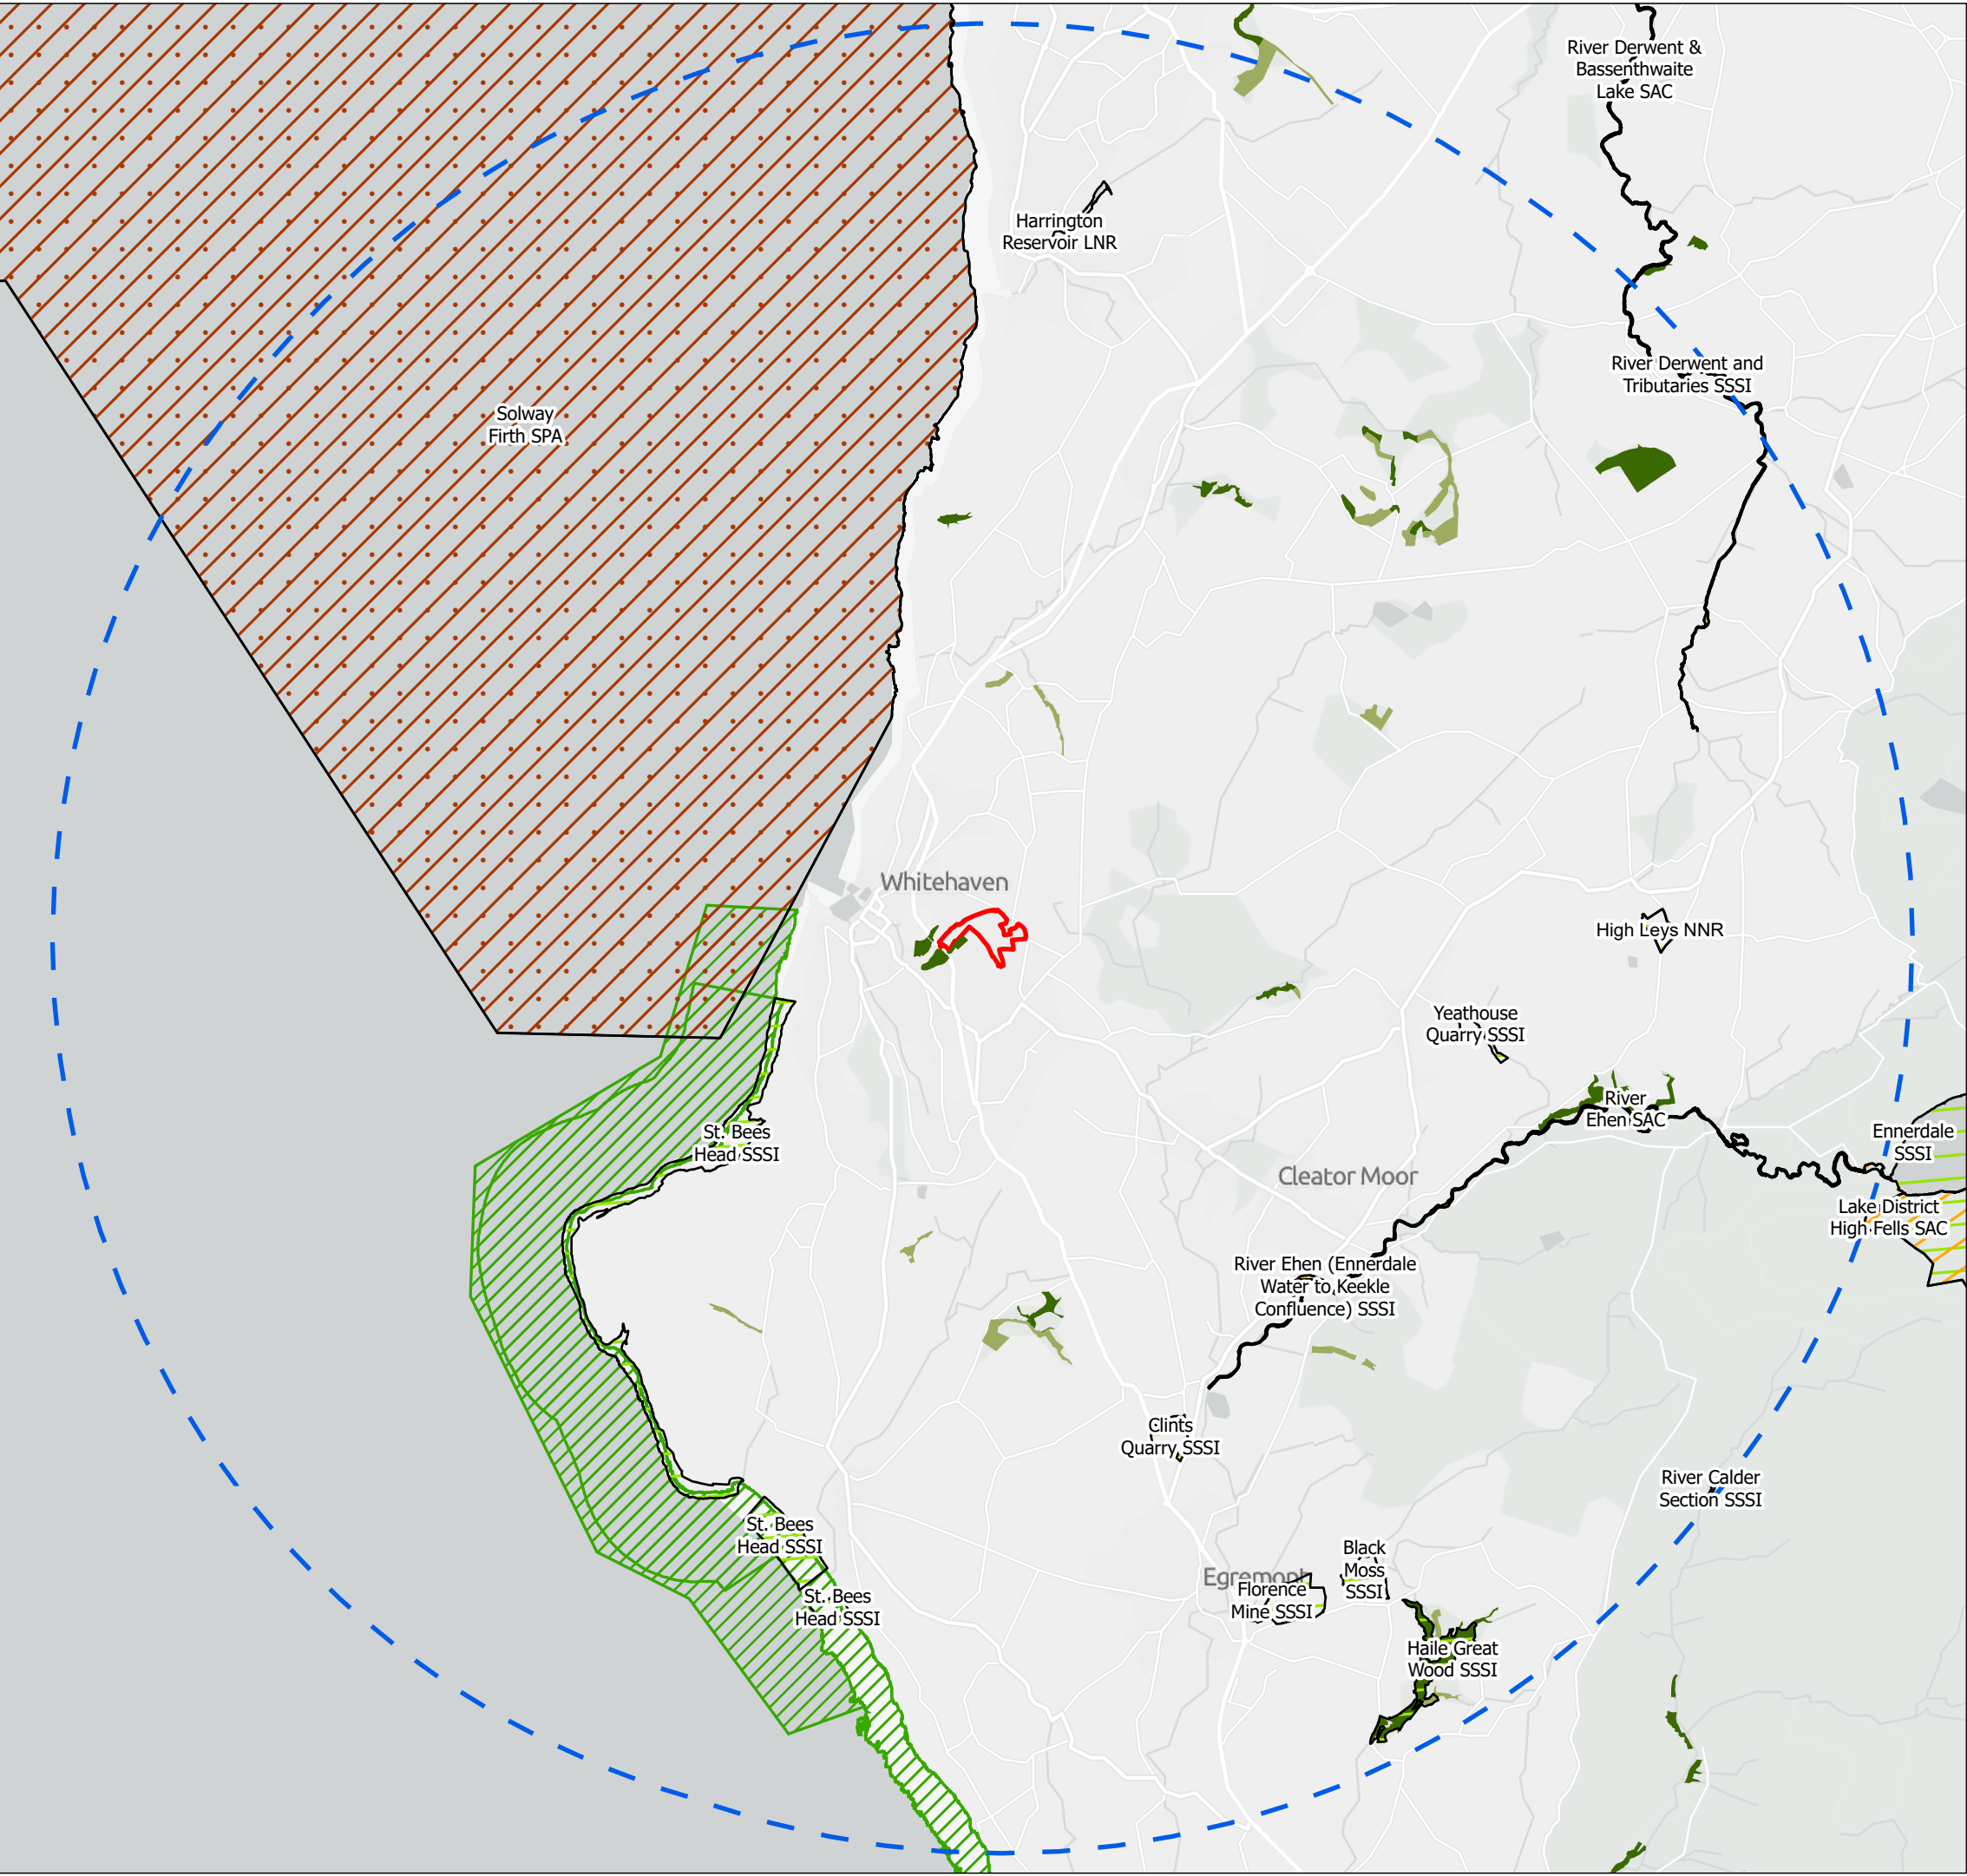 River Derwent &
Bassenthwaite
Lake SAC
Harrington
Reservoir LNR
River Derwent and
Tributaries SSSI
Solway
Firth SPA
Whitehaven
High Leys NNR
Yeathouse
Quarry SSSI
River
Ehen SAC
St. Bees
Head SSSI
Ennerdale
SSSI
Cleator Moor
Lake District
High Fells SAC
River Ehen (Ennerdale
Water to Keekle
Confluence) SSSI
Clints
Quarry SSSI
River Calder
Section SSSI
St. Bees
Head SSSI
Black
Moss
SSSI
Egremont
Florence
Mine SSSI
St. Bees
Head SSSI
Haile Great
Wood SSSI